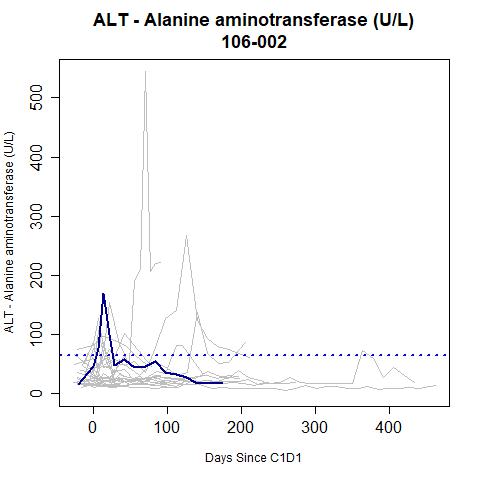 ALT - Alanine aminotransferase (U/L)
106-002
ALT - Alanine aminotransferase (U/L)
500
400
300
200
100
0
0 100 200 300 400
Days Since C1D1